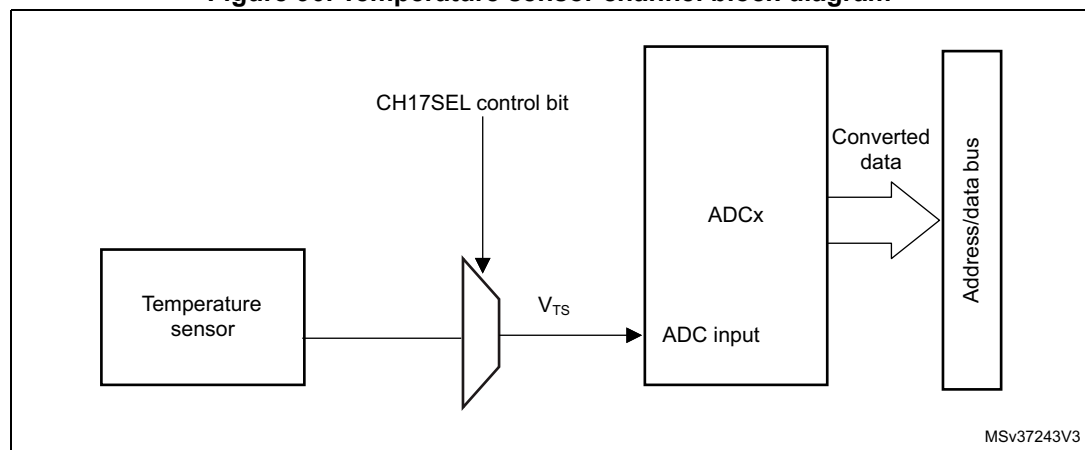 CH17SEL control bit
Converted
data
Address/data bus
ADCx
Temperature
sensor
VTS
ADC input
MSv37243V3